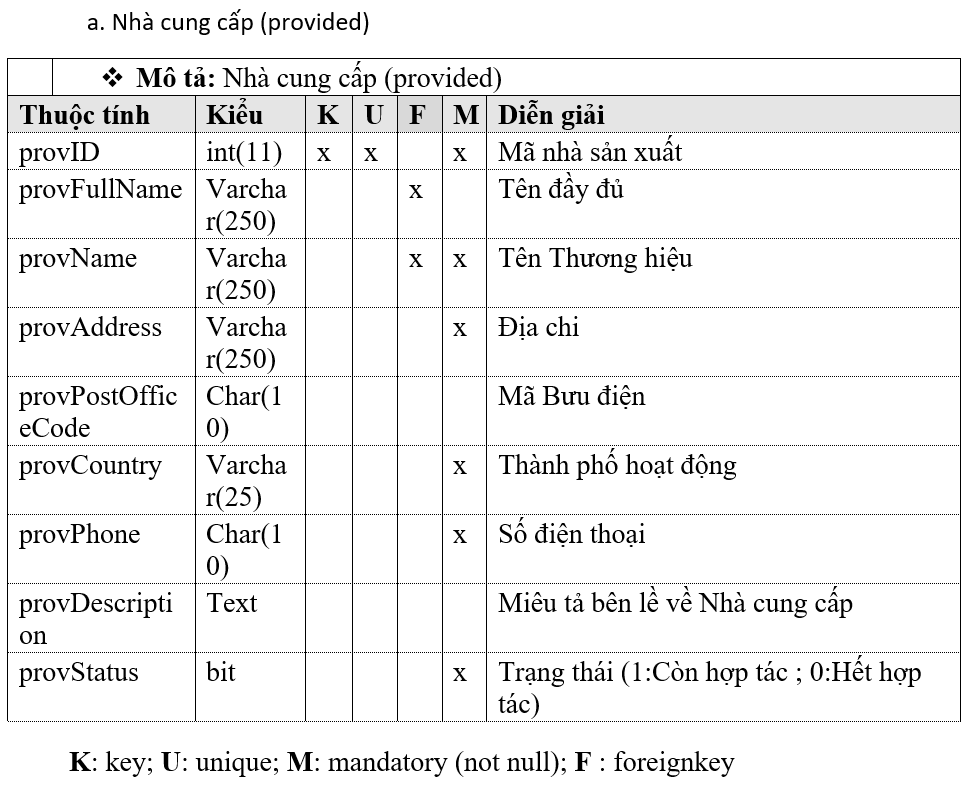 a. Nhà cung cấp (provided)
❖ Mô tả: Nhà cung cấp (provided)
Thuộc tính Kiểu K U F M Diễn giải
provID int(11) x x x Mã nhà sản xuất
provFullName Varcha x Tên đầy đủ
r(250)
provName Varcha x x Tên Thương hiệu
r(250)
provAddress Varcha x Địa chi
r(250)
provPostOffic Char(1 Mã Bưu điện
eCode 0)
provCountry Varcha x Thành phố hoạt động
r(25)
provPhone Char(1 x Số điện thoại
0)
provDescripti Text Miêu tả bên lề về Nhà cung cấp
on
provStatus bit x Trạng thái (1:Còn hợp tác ; 0:Hết hợp
tác)
K: key; U: unique; M: mandatory (not null); F : foreignkey